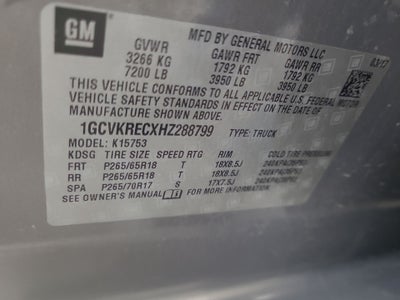 GM
MFD BY GENERAL MOTORS LLC 03/17
GVWR GAWR FRT GAWR RR
3266 KG 1792 KG 1792 KG
7200 LB 3950 LB 3950 LB
THIS VEHICLE CONFORMS TO ALL APPLICABLE U.S. FEDERAL MOTOR
VEHICLE SAFETY STANDARDS IN EFFECT ON THE DATE OF
MANUFACTURE SHOWN ABOVE.
1GCVKRECXHZ288799 TYPE: TRUCK
MODEL: K15753
KDSG TIRE SIZE SPEED RTG RIM
FRT P265/65R18 T 18X8.5J
RR P265/65R18 T 18X8.5J
SPA P265/70R17 S 17X7.5J
SEE OWNER'S MANUAL FOR MORE INFORMATION.